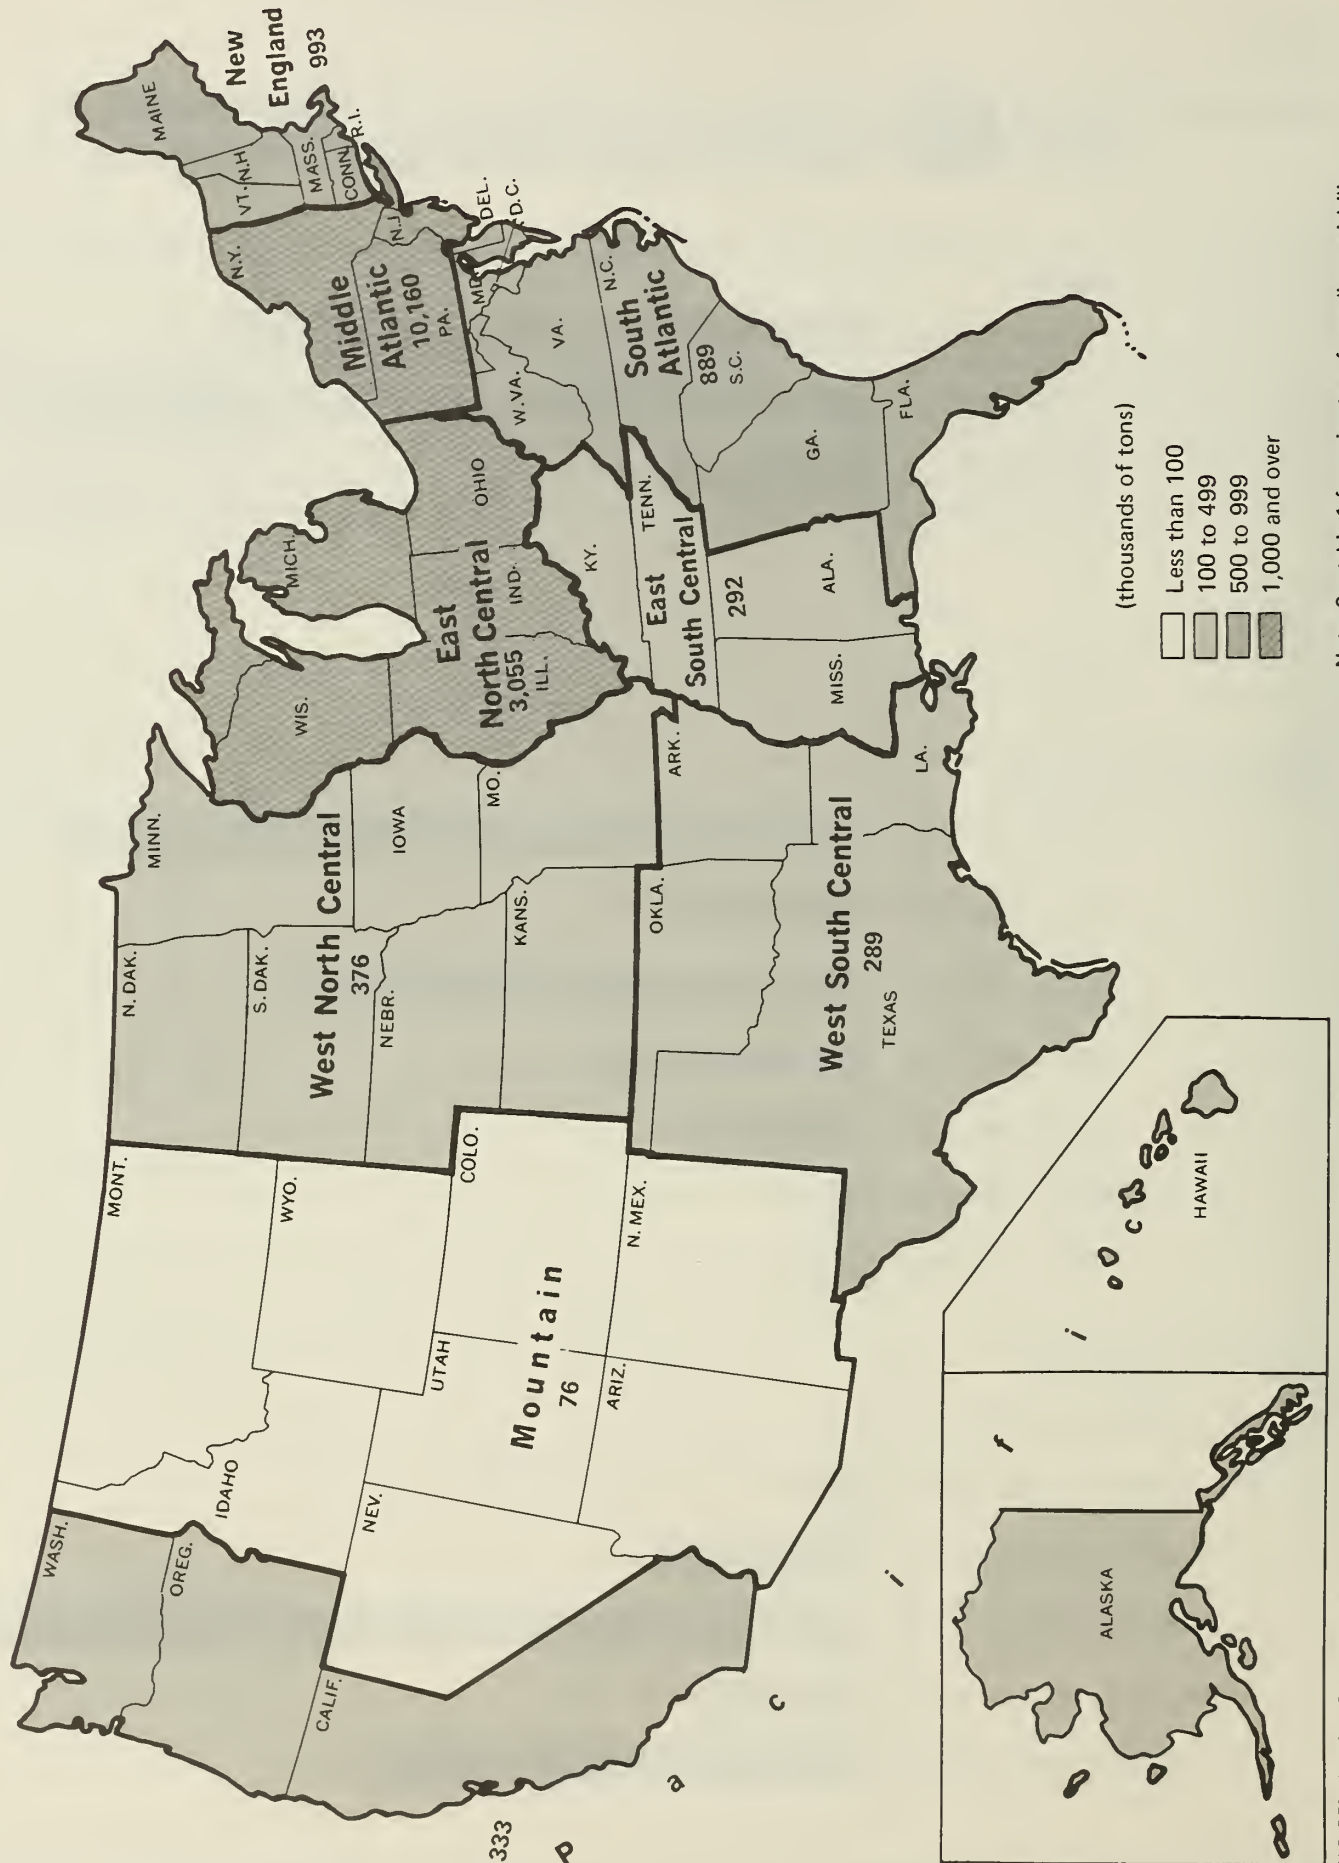 WASH.
OREG.
CALIF.
333
P
a
c
i
f
i
c
MONT.
IDAHO
WYO.
NEV.
UTAH
COLO.
ARIZ.
N. MEX.
Mountain
76
N. DAK.
S. DAK.
MINN.
West North Central
376
NEBR.
IOWA
KANS.
MO.
OKLA.
ARK.
West South Central
289
TEXAS
LA.
WIS.
MICH.
East
North Central
3,055
ILL.
IND.
OHIO
KY.
TENN.
East
South Central
292
MISS.
ALA.
N.Y.
Middle
Atlantic
10,160
PA.
N.J.
New
England
993
MAINE
VT.
N.H.
MASS.
CONN.
R.I.
MD.
DEL.
D.C.
W.VA.
VA.
N.C.
South
Atlantic
889
S.C.
GA.
FLA.
ALASKA
HAWAII
(thousands of tons)
Less than 100
100 to 499
500 to 999
1,000 and over